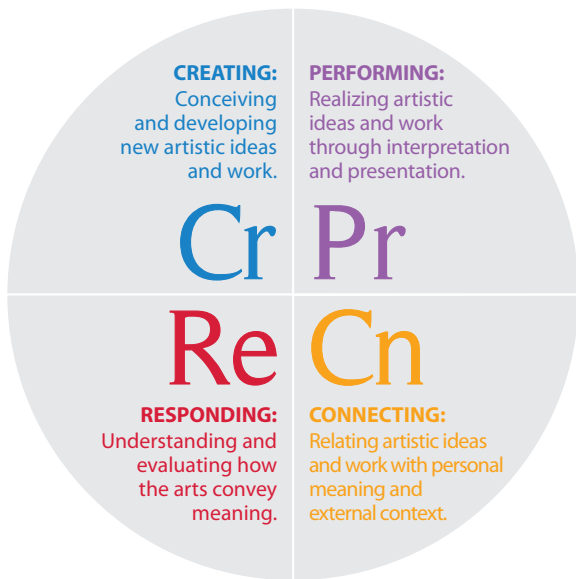 CREATING:
Conceiving
and developing
new artistic ideas
and work.
Cr
PERFORMING:
Realizing artistic
ideas and work
through interpretation
and presentation.
Pr
Re
RESPONDING:
Understanding and
evaluating how
the arts convey
meaning.
Cn
CONNECTING:
Relating artistic ideas
and work with personal
meaning and
external context.